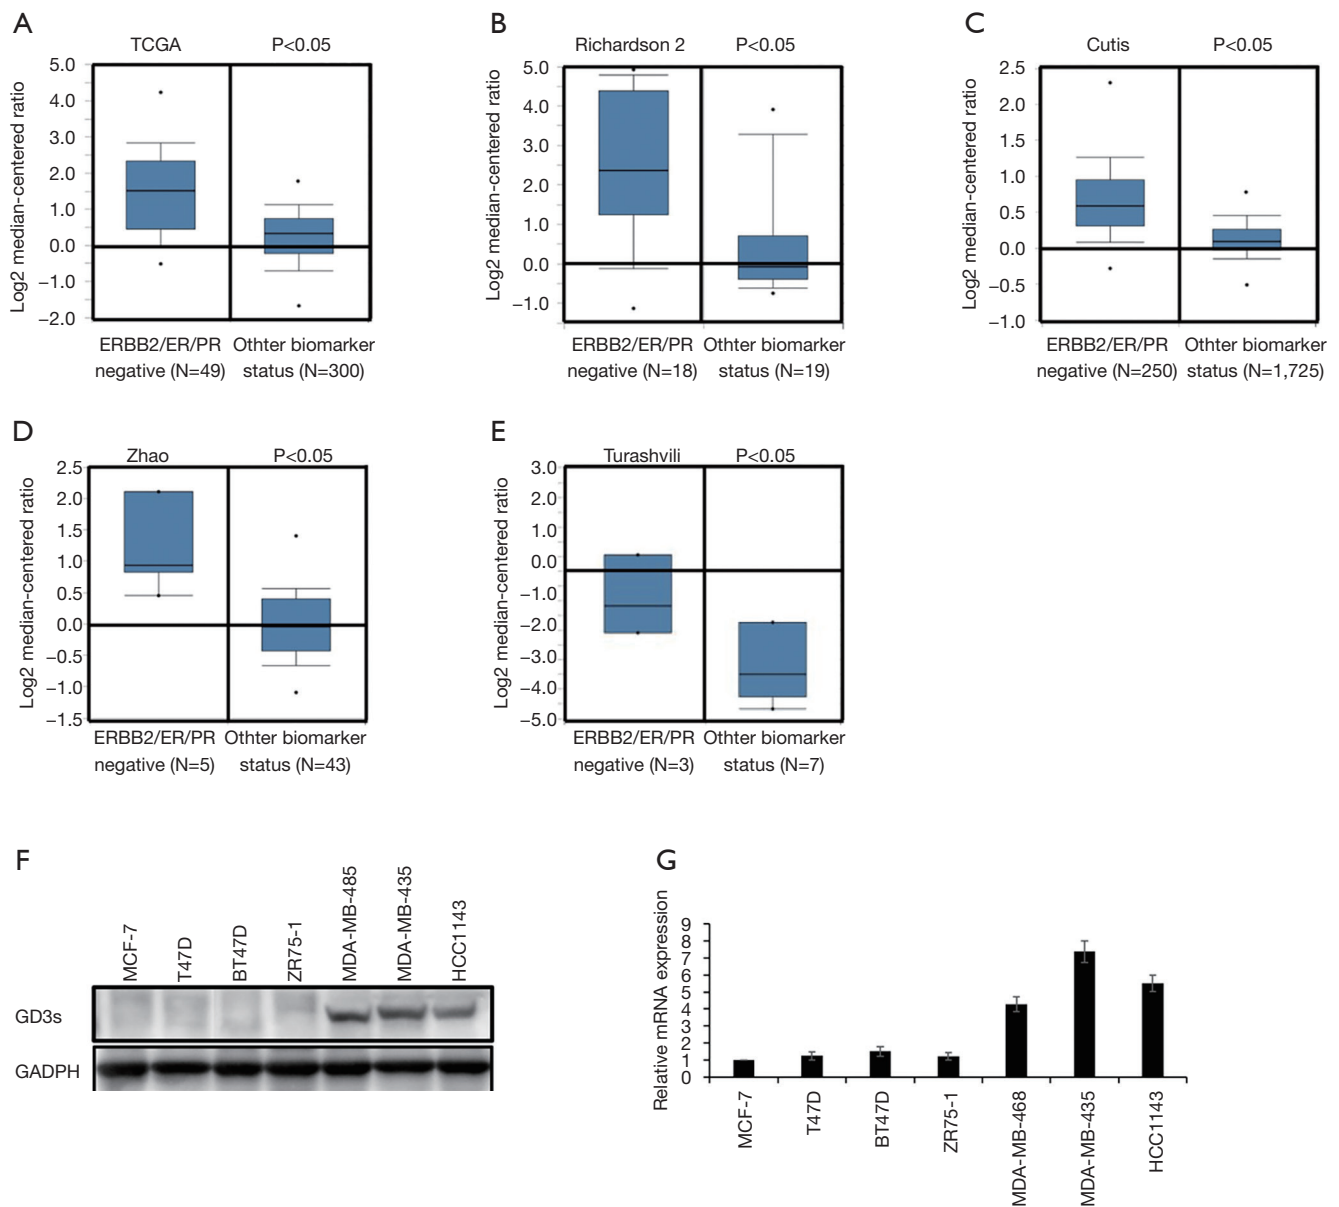 A
TCGA P<0.05
Log2 median-centered ratio
5.0
4.0
3.0
2.0
1.0
0.0
−1.0
−2.0
ERBB2/ER/PR Othter biomarker
negative (N=49) status (N=300)
B
Richardson 2 P<0.05
Log2 median-centered ratio
5.0
4.0
3.0
2.0
1.0
0.0
−1.0
ERBB2/ER/PR Othter biomarker
negative (N=18) status (N=19)
C
Cutis P<0.05
Log2 median-centered ratio
2.5
2.0
1.5
1.0
0.5
0.0
−0.5
−1.0
ERBB2/ER/PR Othter biomarker
negative (N=250) status (N=1,725)
D
Zhao P<0.05
Log2 median-centered ratio
2.5
2.0
1.5
1.0
0.5
0.0
−0.5
−1.0
−1.5
ERBB2/ER/PR Othter biomarker
negative (N=5) status (N=43)
E
Turashvili P<0.05
Log2 median-centered ratio
3.0
2.0
1.0
0.0
−1.0
−2.0
−3.0
−4.0
−5.0
ERBB2/ER/PR Othter biomarker
negative (N=3) status (N=7)
F
MCF-7
T47D
BT47D
ZR75-1
MDA-MB-485
MDA-MB-435
HCC1143
GD3s
GADPH
G
Relative mRNA expression
9
8
7
6
5
4
3
2
1
0
MCF-7
T47D
BT47D
ZR75-1
MDA-MB-468
MDA-MB-435
HCC1143